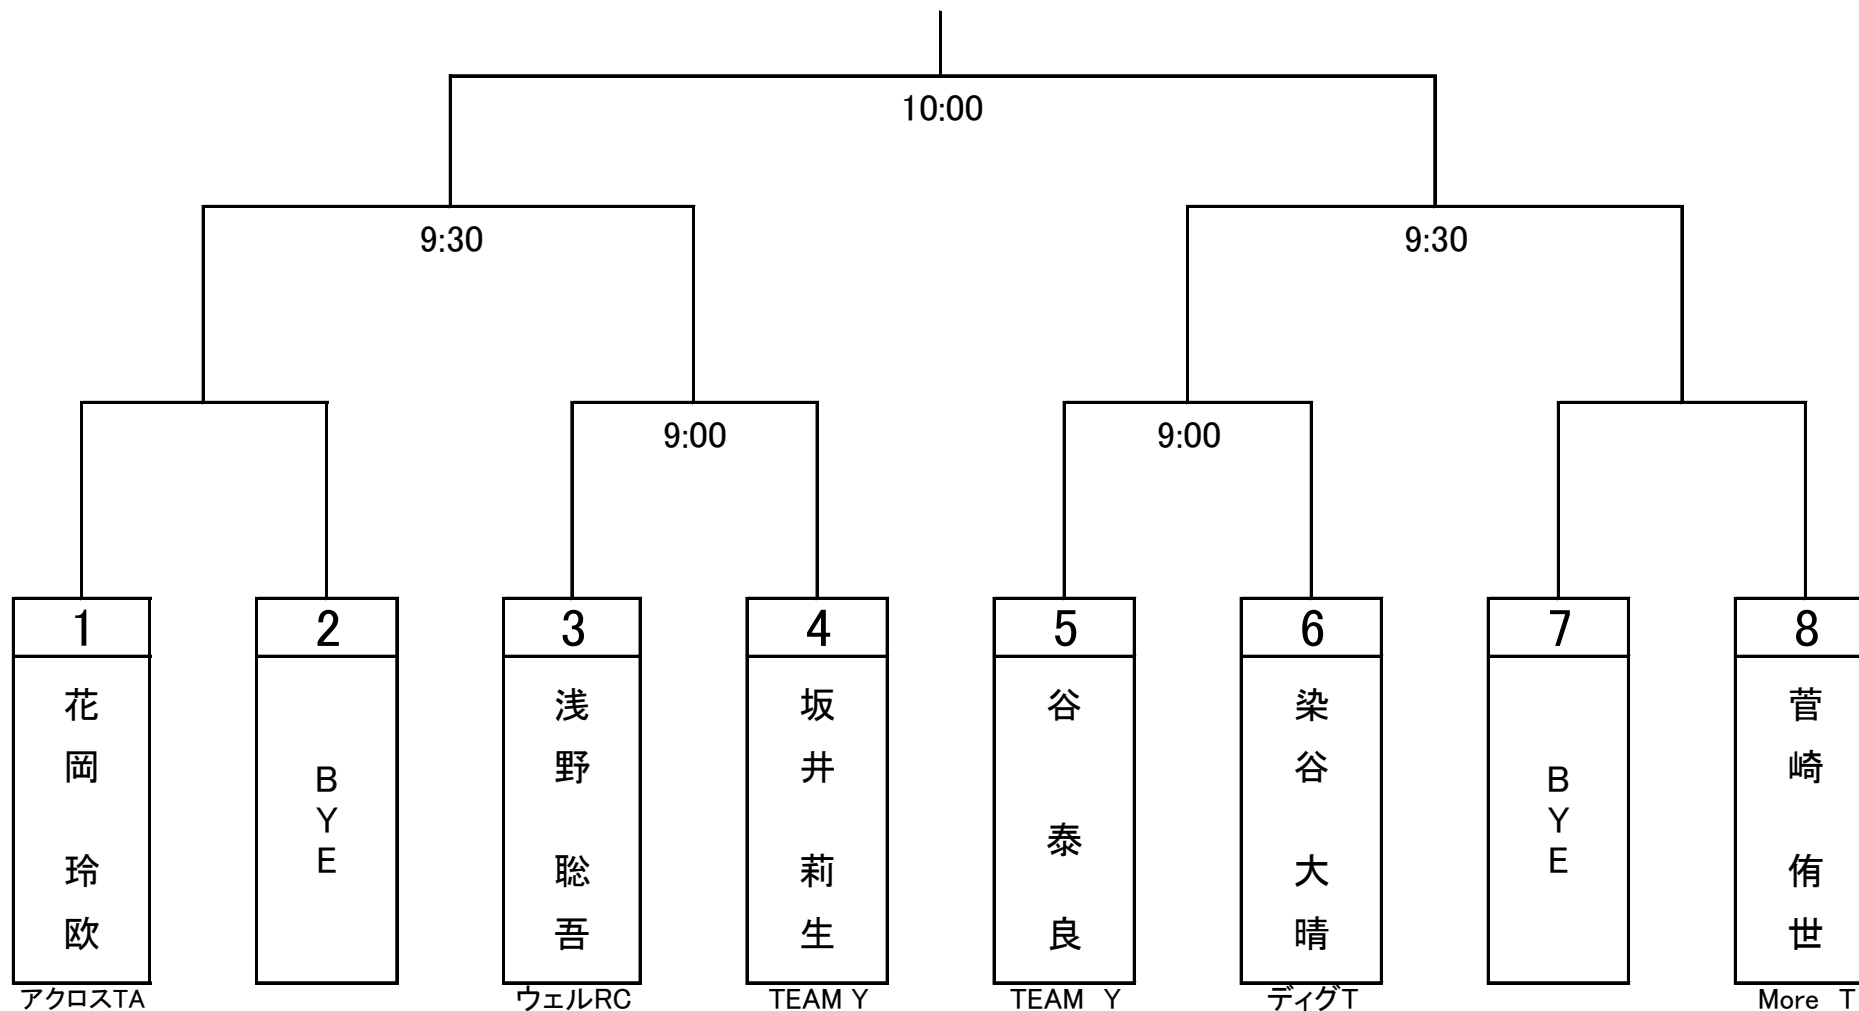 10:00
9:30
9:30
9:00
9:00
1
2
3
4
5
6
7
8
花岡 玲欧
BYE
浅野 聡吾
坂井 莉生
谷 泰良
染谷 大晴
BYE
菅崎 侑世
アクロスTA
ウェルRC
TEAM Y
TEAM Y
ディグT
More T